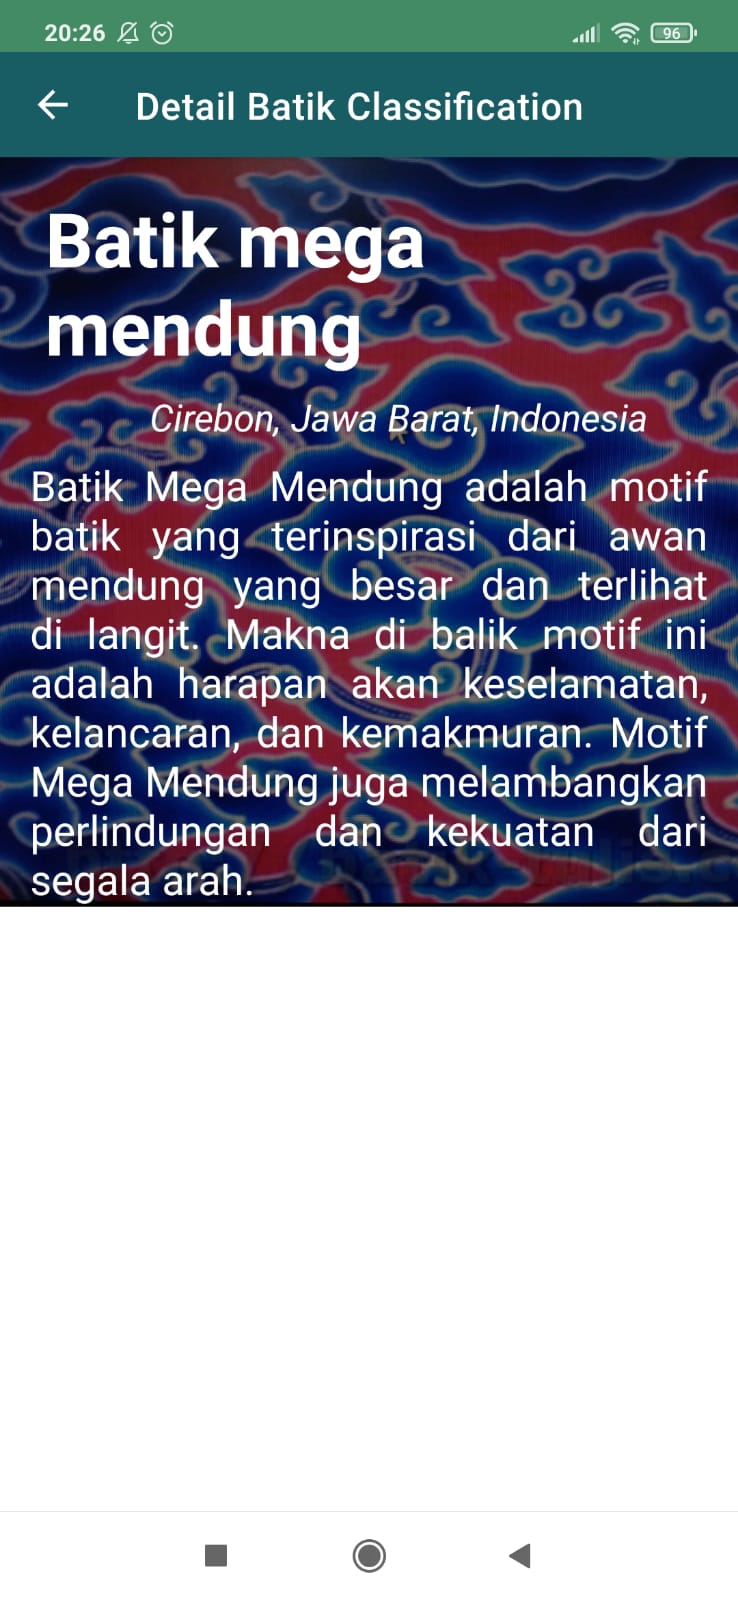 20:26
96
Detail Batik Classification
Batik mega
mendung
Cirebon, Jawa Barat, Indonesia
Batik Mega Mendung adalah motif
batik yang terinspirasi dari awan
mendung yang besar dan terlihat
di langit. Makna di balik motif ini
adalah harapan akan keselamatan,
kelancaran, dan kemakmuran. Motif
Mega Mendung juga melambangkan
perlindungan dan kekuatan dari
segala arah.